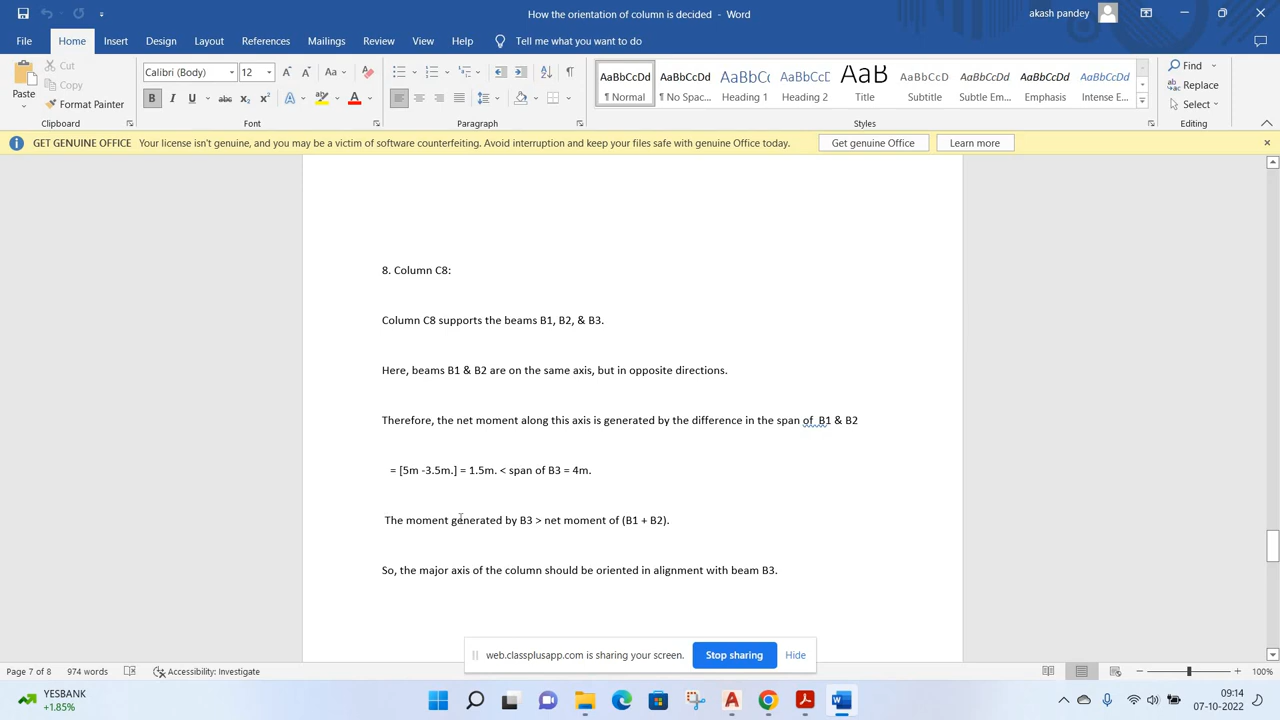 How the orientation of column is decided - Word
akash pandey
File Home Insert Design Layout References Mailings Review View Help Tell me what you want to do
Paste
Cut
Copy
Format Painter
Clipboard
Calibri (Body) 12
Font
Paragraph
AaBbCcDd AaBbCcDd AaBbCc AaBbCcC AaB AaBbCcD AaBbCcDd AaBbCcDd AaBbCcDd
¶ Normal ¶ No Spac... Heading 1 Heading 2 Title Subtitle Subtle Em... Emphasis Intense E...
Styles
Find
Replace
Select
Editing
GET GENUINE OFFICE Your license isn't genuine, and you may be a victim of software counterfeiting. Avoid interruption and keep your files safe with genuine Office today. Get genuine Office Learn more
8. Column C8:
Column C8 supports the beams B1, B2, & B3.
Here, beams B1 & B2 are on the same axis, but in opposite directions.
Therefore, the net moment along this axis is generated by the difference in the span of B1 & B2
= [5m -3.5m.] = 1.5m. < span of B3 = 4m.
The moment generated by B3 > net moment of (B1 + B2).
So, the major axis of the column should be oriented in alignment with beam B3.
web.classplusapp.com is sharing your screen. Stop sharing Hide
Page 7 of 8 974 words Accessibility: Investigate 100%
YESBANK
+1.85%
09:14
07-10-2022